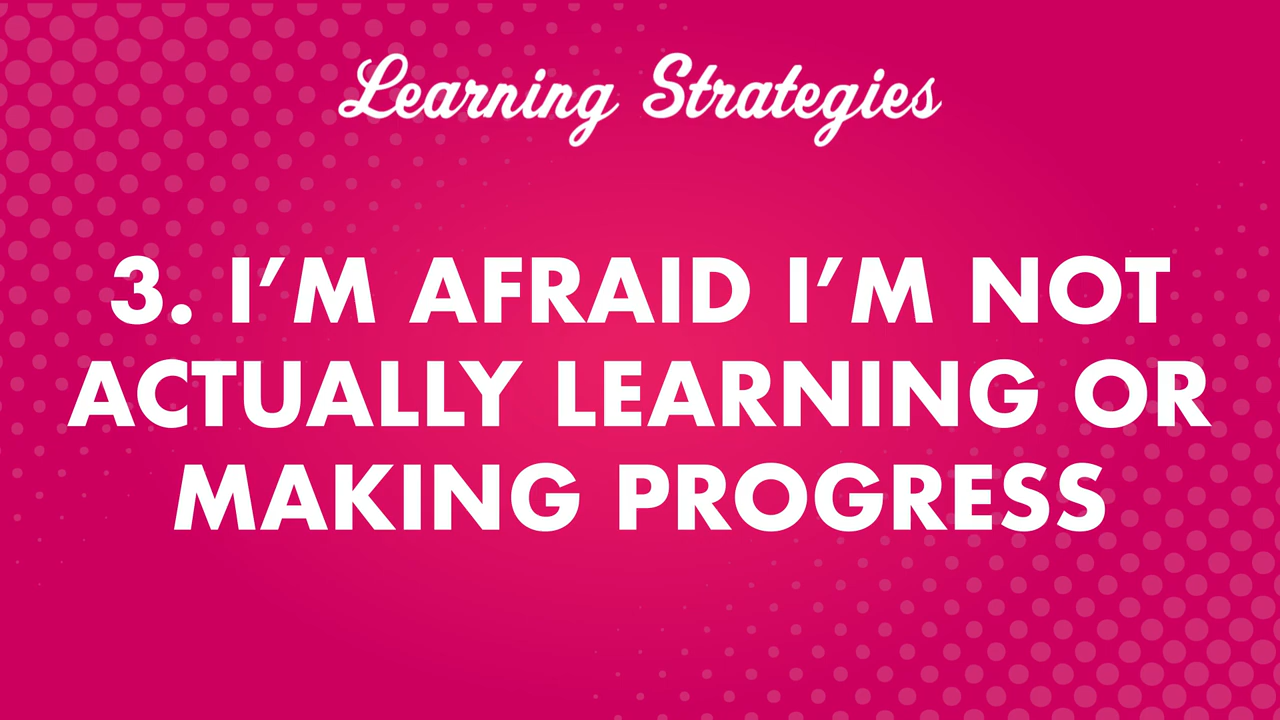 Learning Strategies
3. I’M AFRAID I’M NOT
ACTUALLY LEARNING OR
MAKING PROGRESS